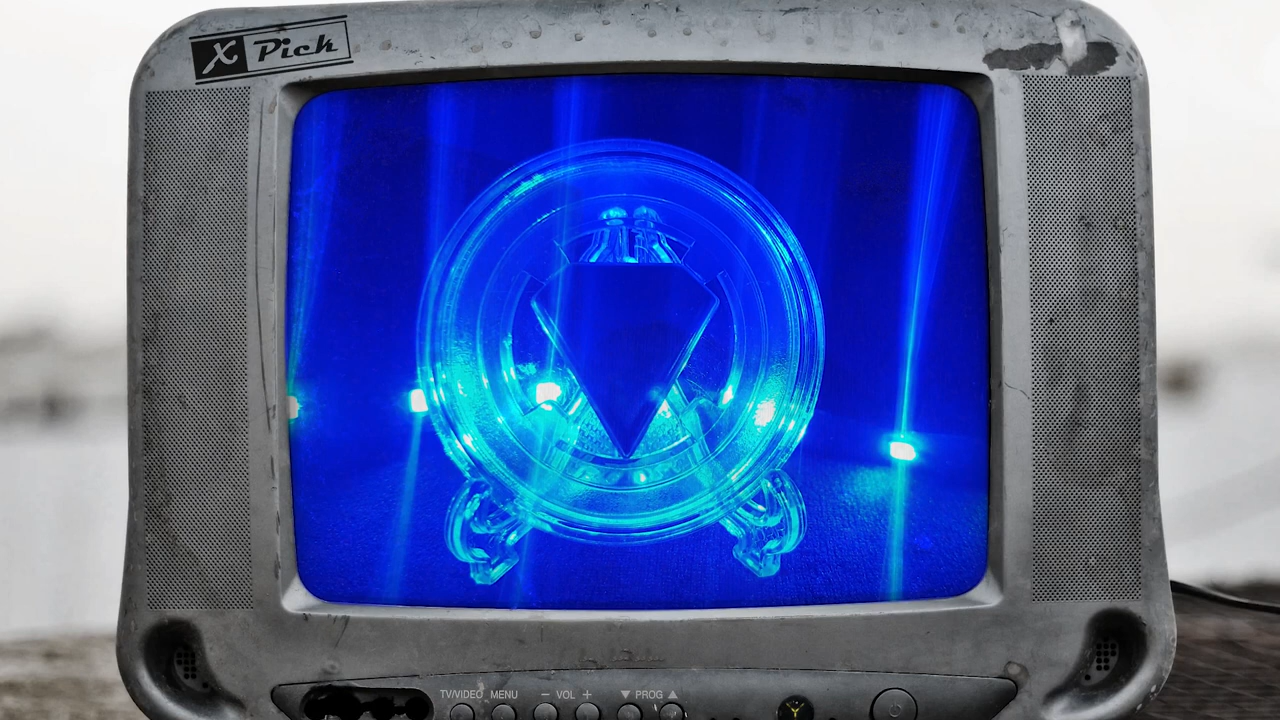 X Pick
TV/VIDEO MENU − VOL + ▼ PROG ▲